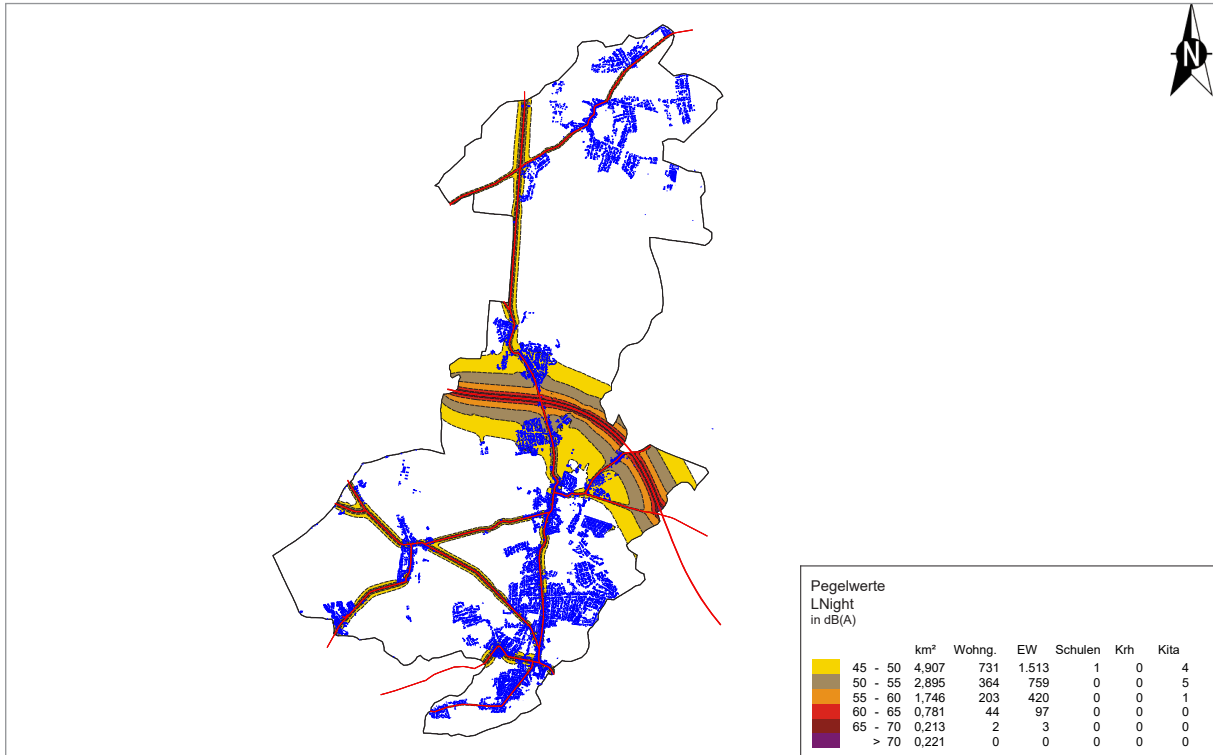 N
Pegelwerte
LNight
in dB(A)
km² Wohng. EW Schulen Krh Kita
45 - 50 4,907 731 1.513 1 0 4
50 - 55 2,895 364 759 0 0 5
55 - 60 1,746 203 420 0 0 1
60 - 65 0,781 44 97 0 0 0
65 - 70 0,213 2 3 0 0 0
> 70 0,221 0 0 0 0 0